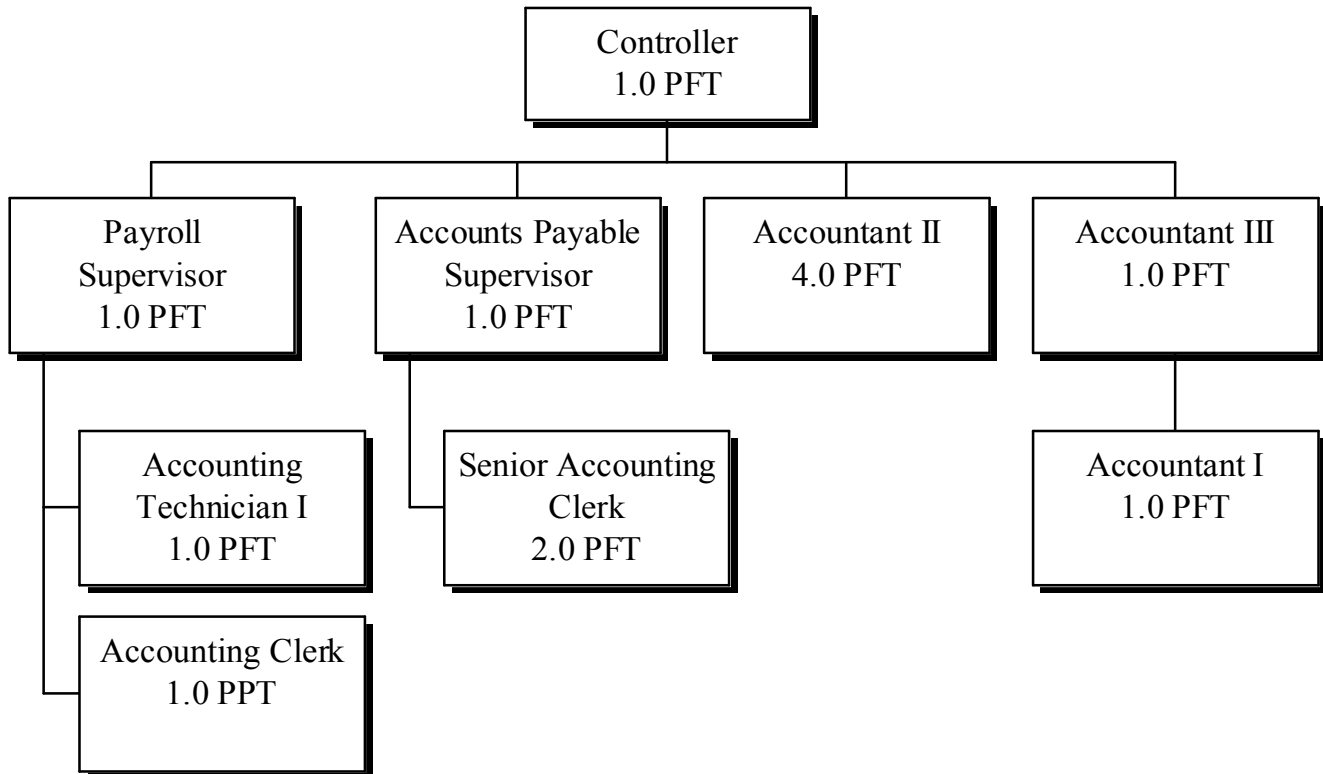 Controller
1.0 PFT
Payroll
Supervisor
1.0 PFT
Accounts Payable
Supervisor
1.0 PFT
Accountant II
4.0 PFT
Accountant III
1.0 PFT
Accounting
Technician I
1.0 PFT
Senior Accounting
Clerk
2.0 PFT
Accountant I
1.0 PFT
Accounting Clerk
1.0 PPT